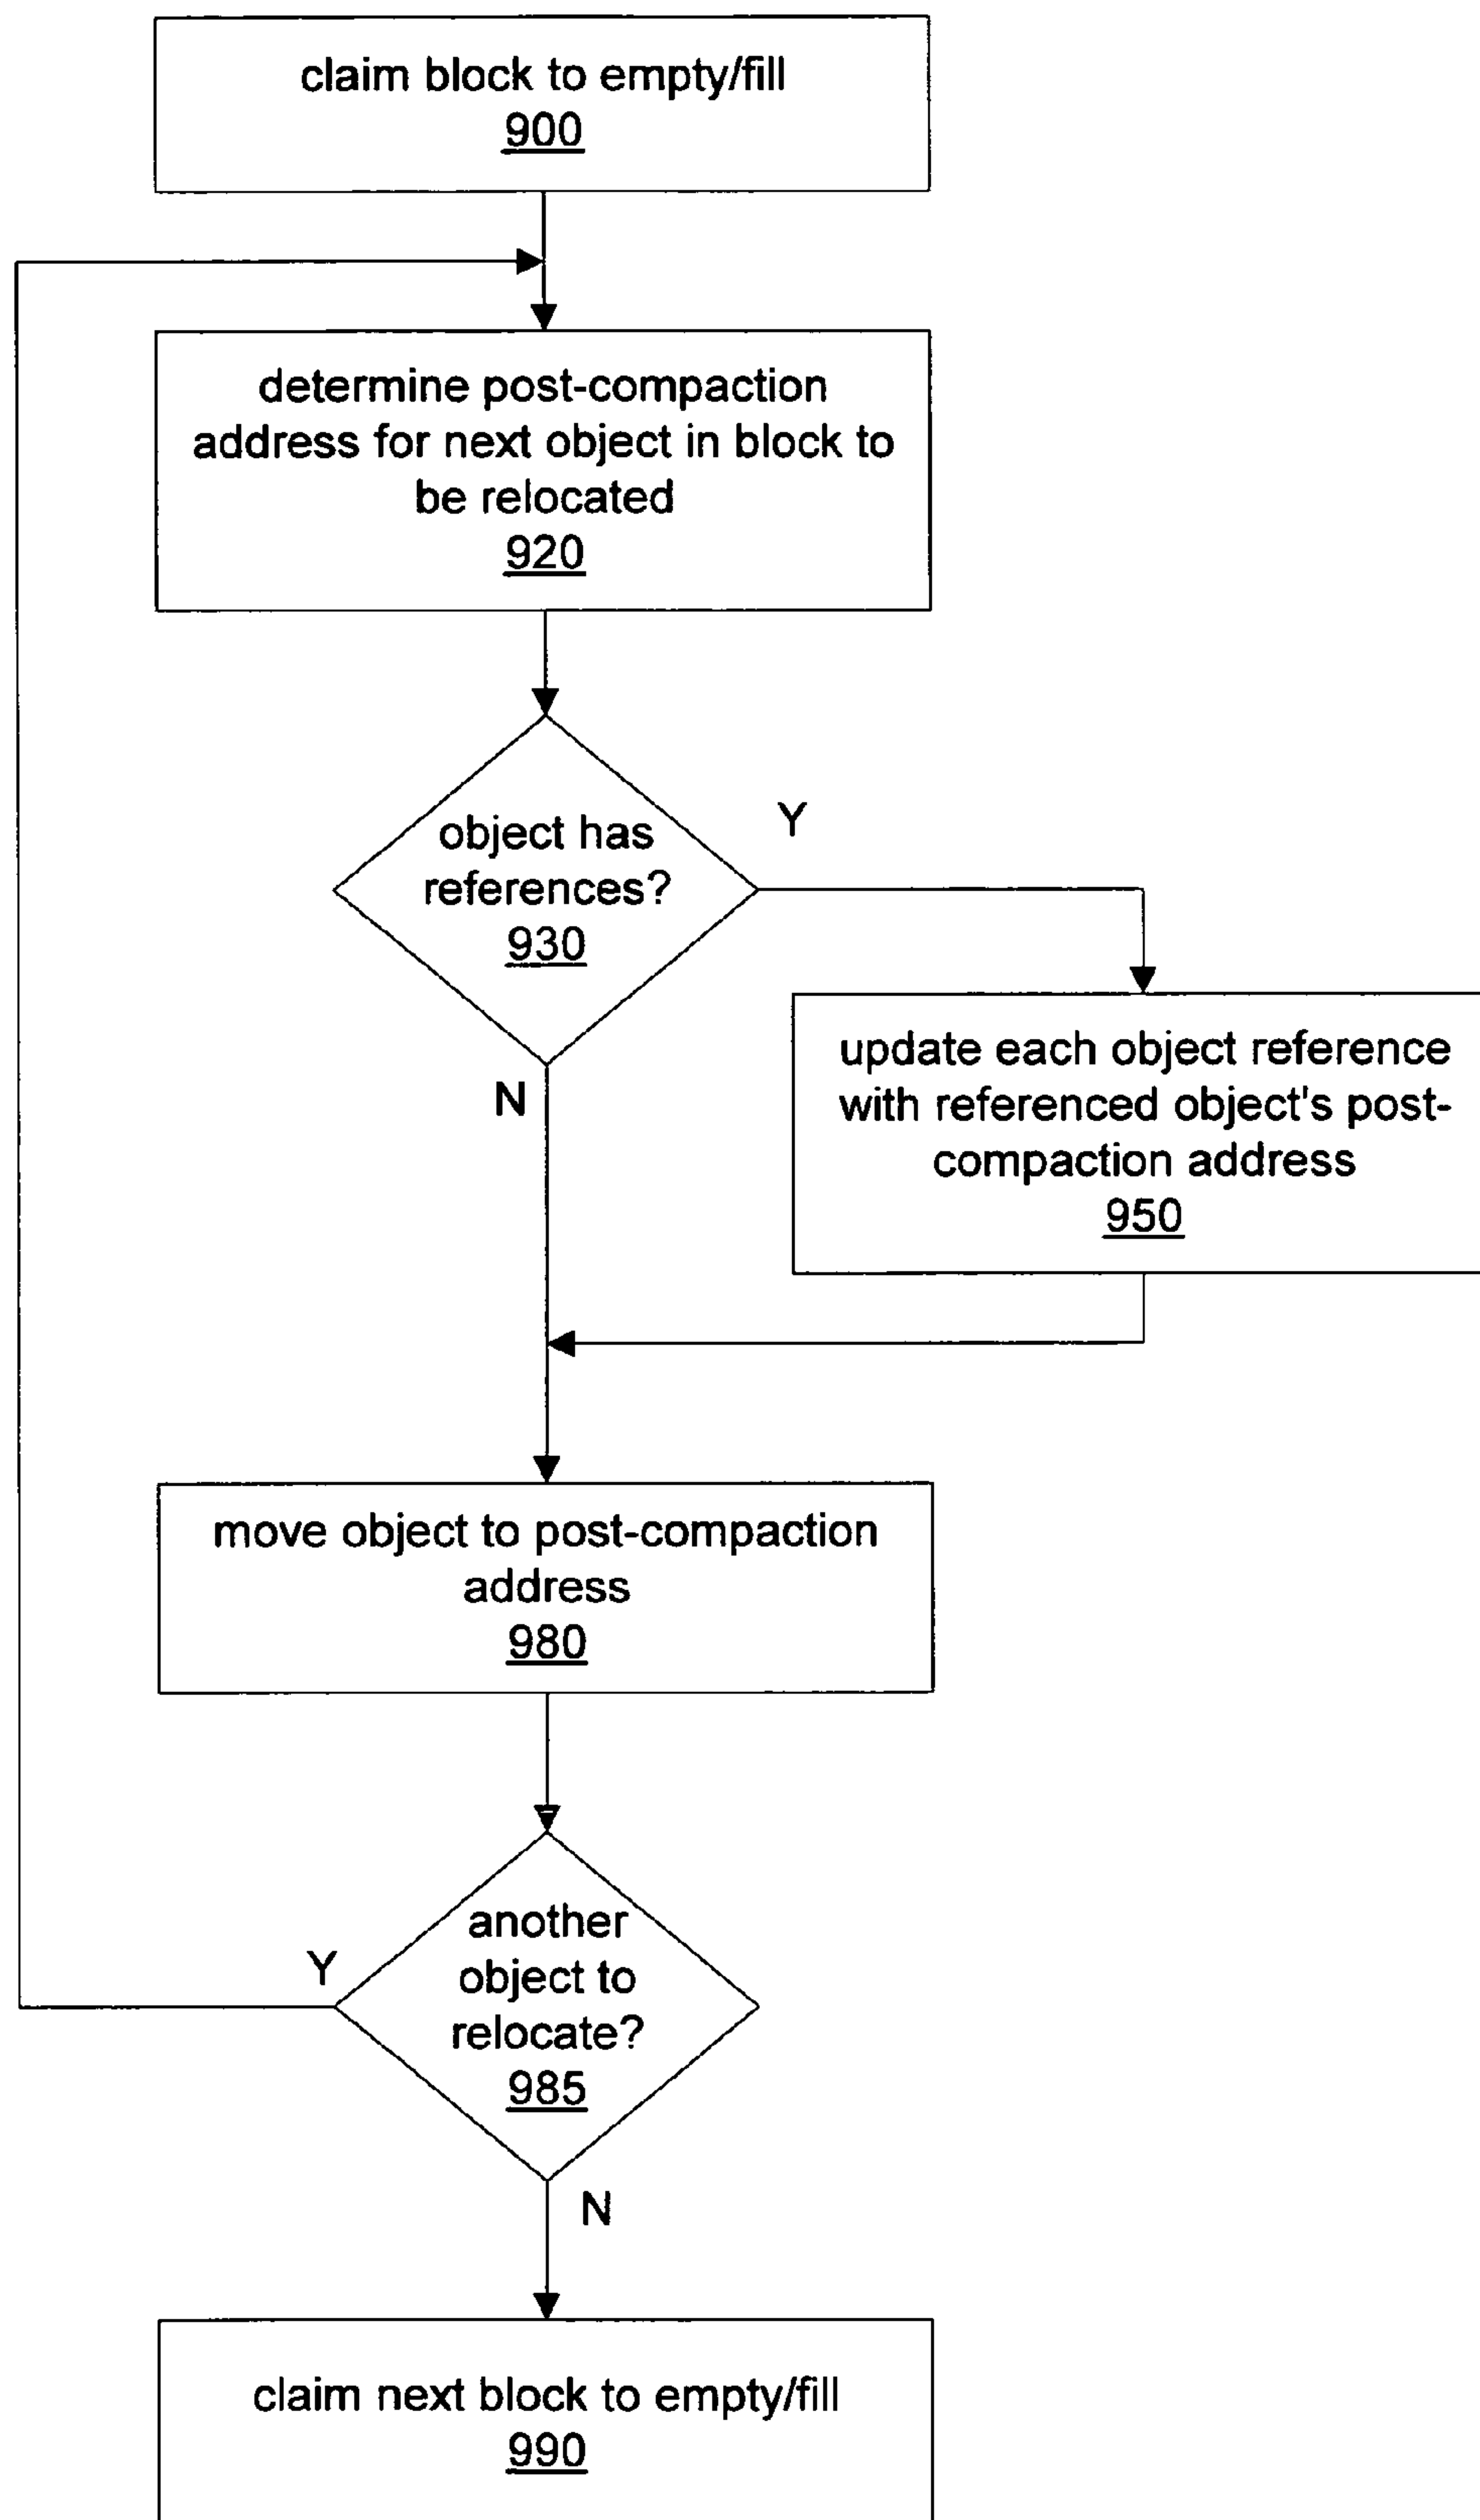 claim block to empty/fill
900
determine post-compaction
address for next object in block to
be relocated
920
object has
references?
930
Y
N
update each object reference
with referenced object's post-
compaction address
950
move object to post-compaction
address
980
another
object to
relocate?
985
Y
N
claim next block to empty/fill
990